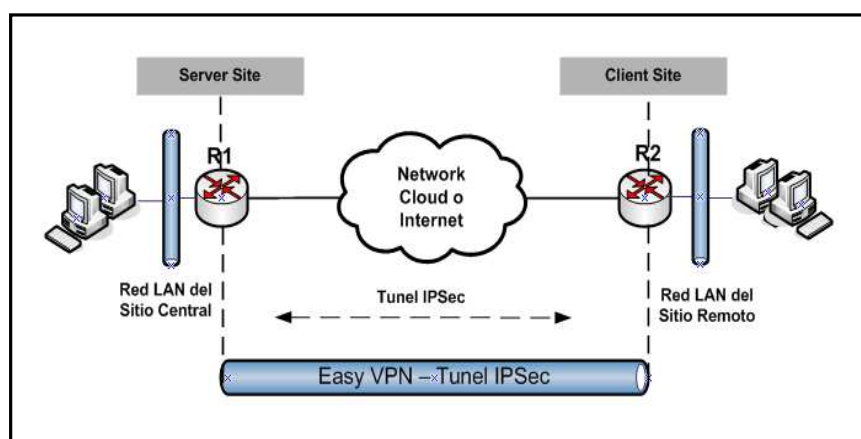 Server Site
Client Site
R1
R2
Network
Cloud o
Internet
Red LAN del
Sitio Central
Tunel IPSec
Red LAN del
Sitio Remoto
Easy VPN – Tunel IPSec